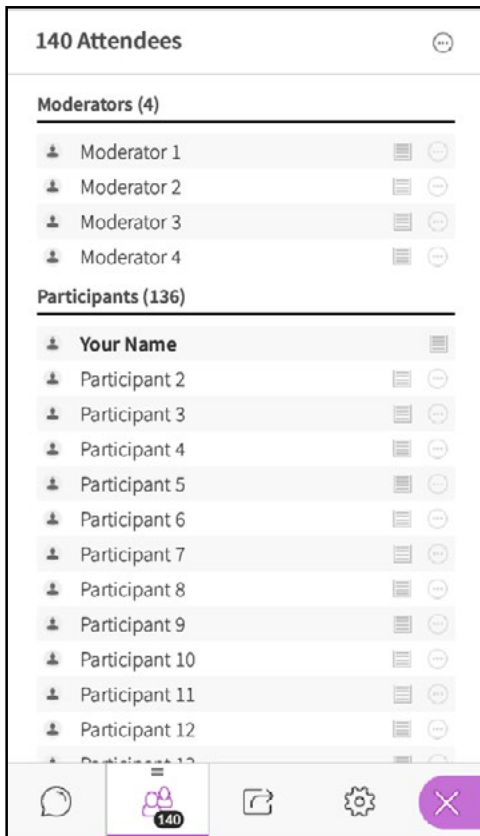 140 Attendees
Moderators (4)
Moderator 1
Moderator 2
Moderator 3
Moderator 4
Participants (136)
Your Name
Participant 2
Participant 3
Participant 4
Participant 5
Participant 6
Participant 7
Participant 8
Participant 9
Participant 10
Participant 11
Participant 12
Participant 13
140